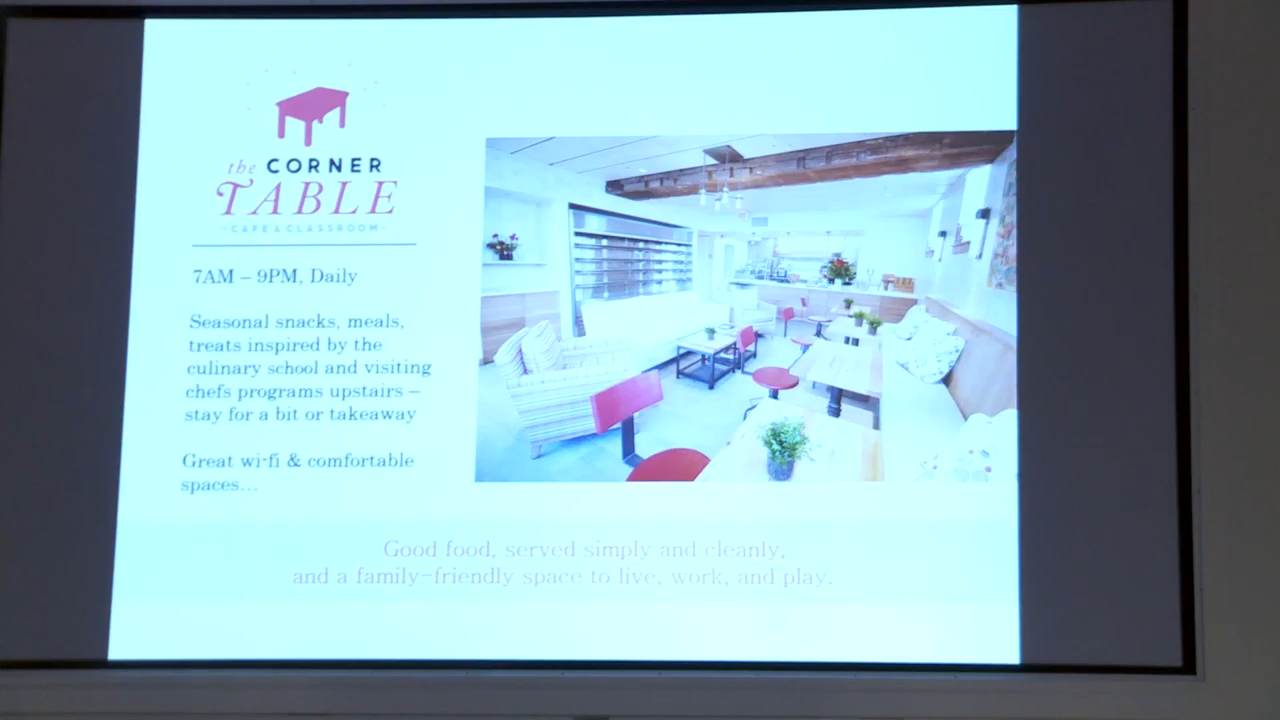 the CORNER
TABLE
-CAFE & CLASSROOM-
7AM – 9PM, Daily
Seasonal snacks, meals,
treats inspired by the
culinary school and visiting
chefs programs upstairs –
stay for a bit or takeaway
Great wi-fi & comfortable
spaces...
Good food, served simply and cleanly,
and a family-friendly space to live, work, and play.